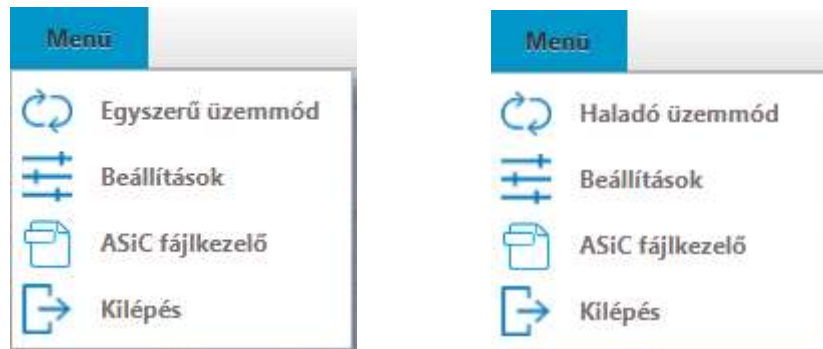 Menü
Egyszerű üzemmód
Beállítások
ASiC fájlkezelő
Kilépés
Menü
Haladó üzemmód
Beállítások
ASiC fájlkezelő
Kilépés